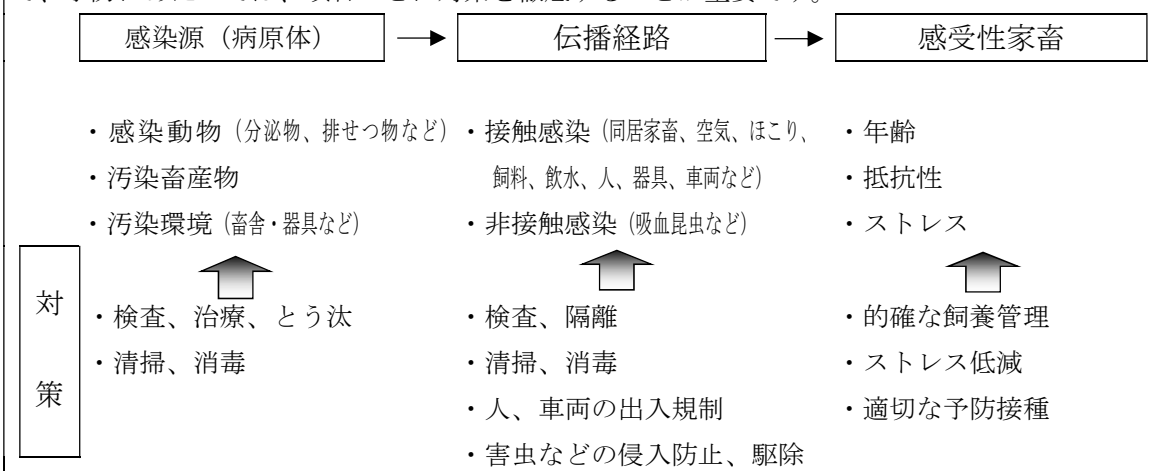 感染源（病原体） 伝播経路 感受性家畜
・感染動物（分泌物、排せつ物など） ・接触感染（同居家畜、空気、ほこり、 ・年齢
・汚染畜産物 飼料、飲水、人、器具、車両など） ・抵抗性
・汚染環境（畜舎・器具など） ・非接触感染（吸血昆虫など） ・ストレス
対策
・検査、治療、とう汰 ・検査、隔離 ・的確な飼養管理
・清掃、消毒 ・清掃、消毒 ・ストレス低減
・人、車両の出入規制 ・適切な予防接種
・害虫などの侵入防止、駆除